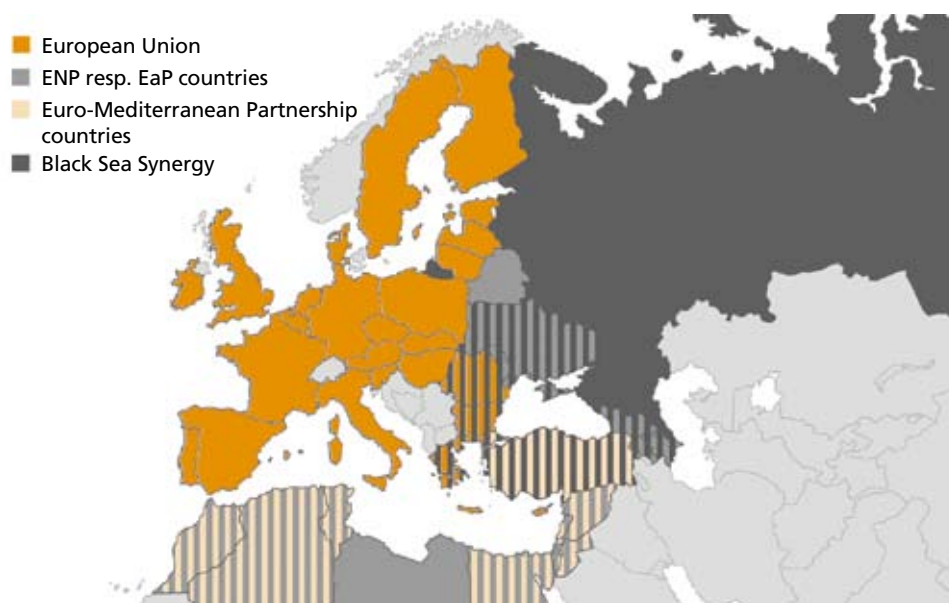 European Union
ENP resp. EaP countries
Euro-Mediterranean Partnership
countries
Black Sea Synergy